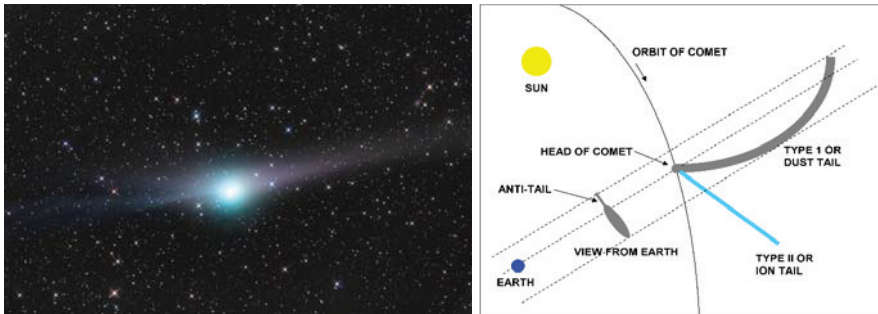 ORBIT OF COMET
SUN
HEAD OF COMET
TYPE 1 OR
DUST TAIL
ANTI-TAIL
VIEW FROM EARTH
EARTH
TYPE II OR
ION TAIL